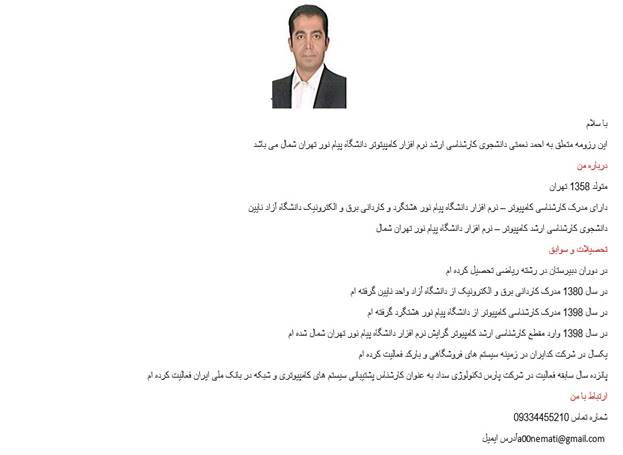 با سلام
این رزومه متعلق به احمد نعمتی دانشجوی کارشناسی ارشد نرم افزار کامپیوتر دانشگاه پیام نور تهران شمال می باشد
درباره من
متولد 1358 تهران
دارای مدرک کارشناسی کامپیوتر – نرم افزار دانشگاه پیام نور هشتگرد و کاردانی برق و الکترونیک دانشگاه آزاد نایین
دانشجوی کارشناسی ارشد کامپیوتر – نرم افزار دانشگاه پیام نور تهران شمال
تحصیلات و سوابق
در دوران دبیرستان در رشته ریاضی تحصیل کرده ام
در سال 1380 مدرک کاردانی برق و الکترونیک از دانشگاه آزاد واحد نایین گرفته ام
در سال 1398 مدرک کارشناسی کامپیوتر از دانشگاه پیام نور هشتگرد گرفته ام
در سال 1398 وارد مقطع کارشناسی ارشد کامپیوتر گرایش نرم افزار دانشگاه پیام نور تهران شمال شده ام
یکسال در شرکت کدایران در زمینه سیستم های فروشگاهی و بارکد فعالیت کرده ام
پانزده سال سابقه فعالیت در شرکت پارس تکنولوژی سداد به عنوان کارشناس پشتیبانی سیستم های کامپیوتری و شبکه در بانک ملی ایران فعالیت کرده ام
ارتباط با من
شماره تماس 09334455210
آدرس ایمیل a00nemati@gmail.com